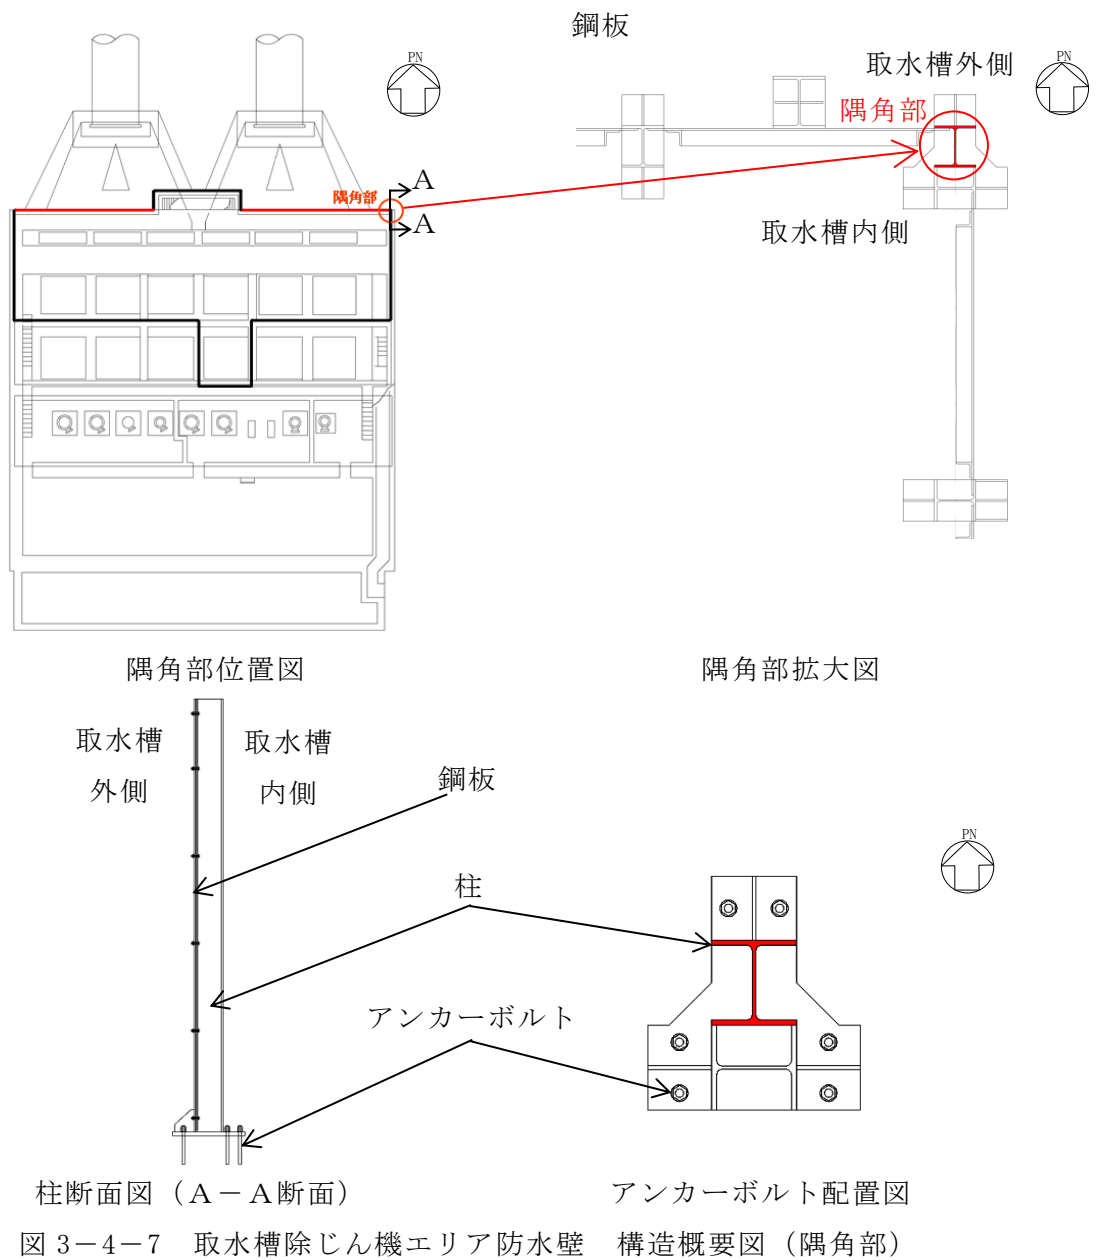 鋼板
PN
取水槽外側
PN
隅角部
隅角部
A
A
取水槽内側
隅角部位置図
隅角部拡大図
取水槽
外側
取水槽
内側
鋼板
PN
柱
アンカーボルト
柱断面図（A－A断面）
アンカーボルト配置図
図 3－4－7　取水槽除じん機エリア防水壁　構造概要図（隅角部）